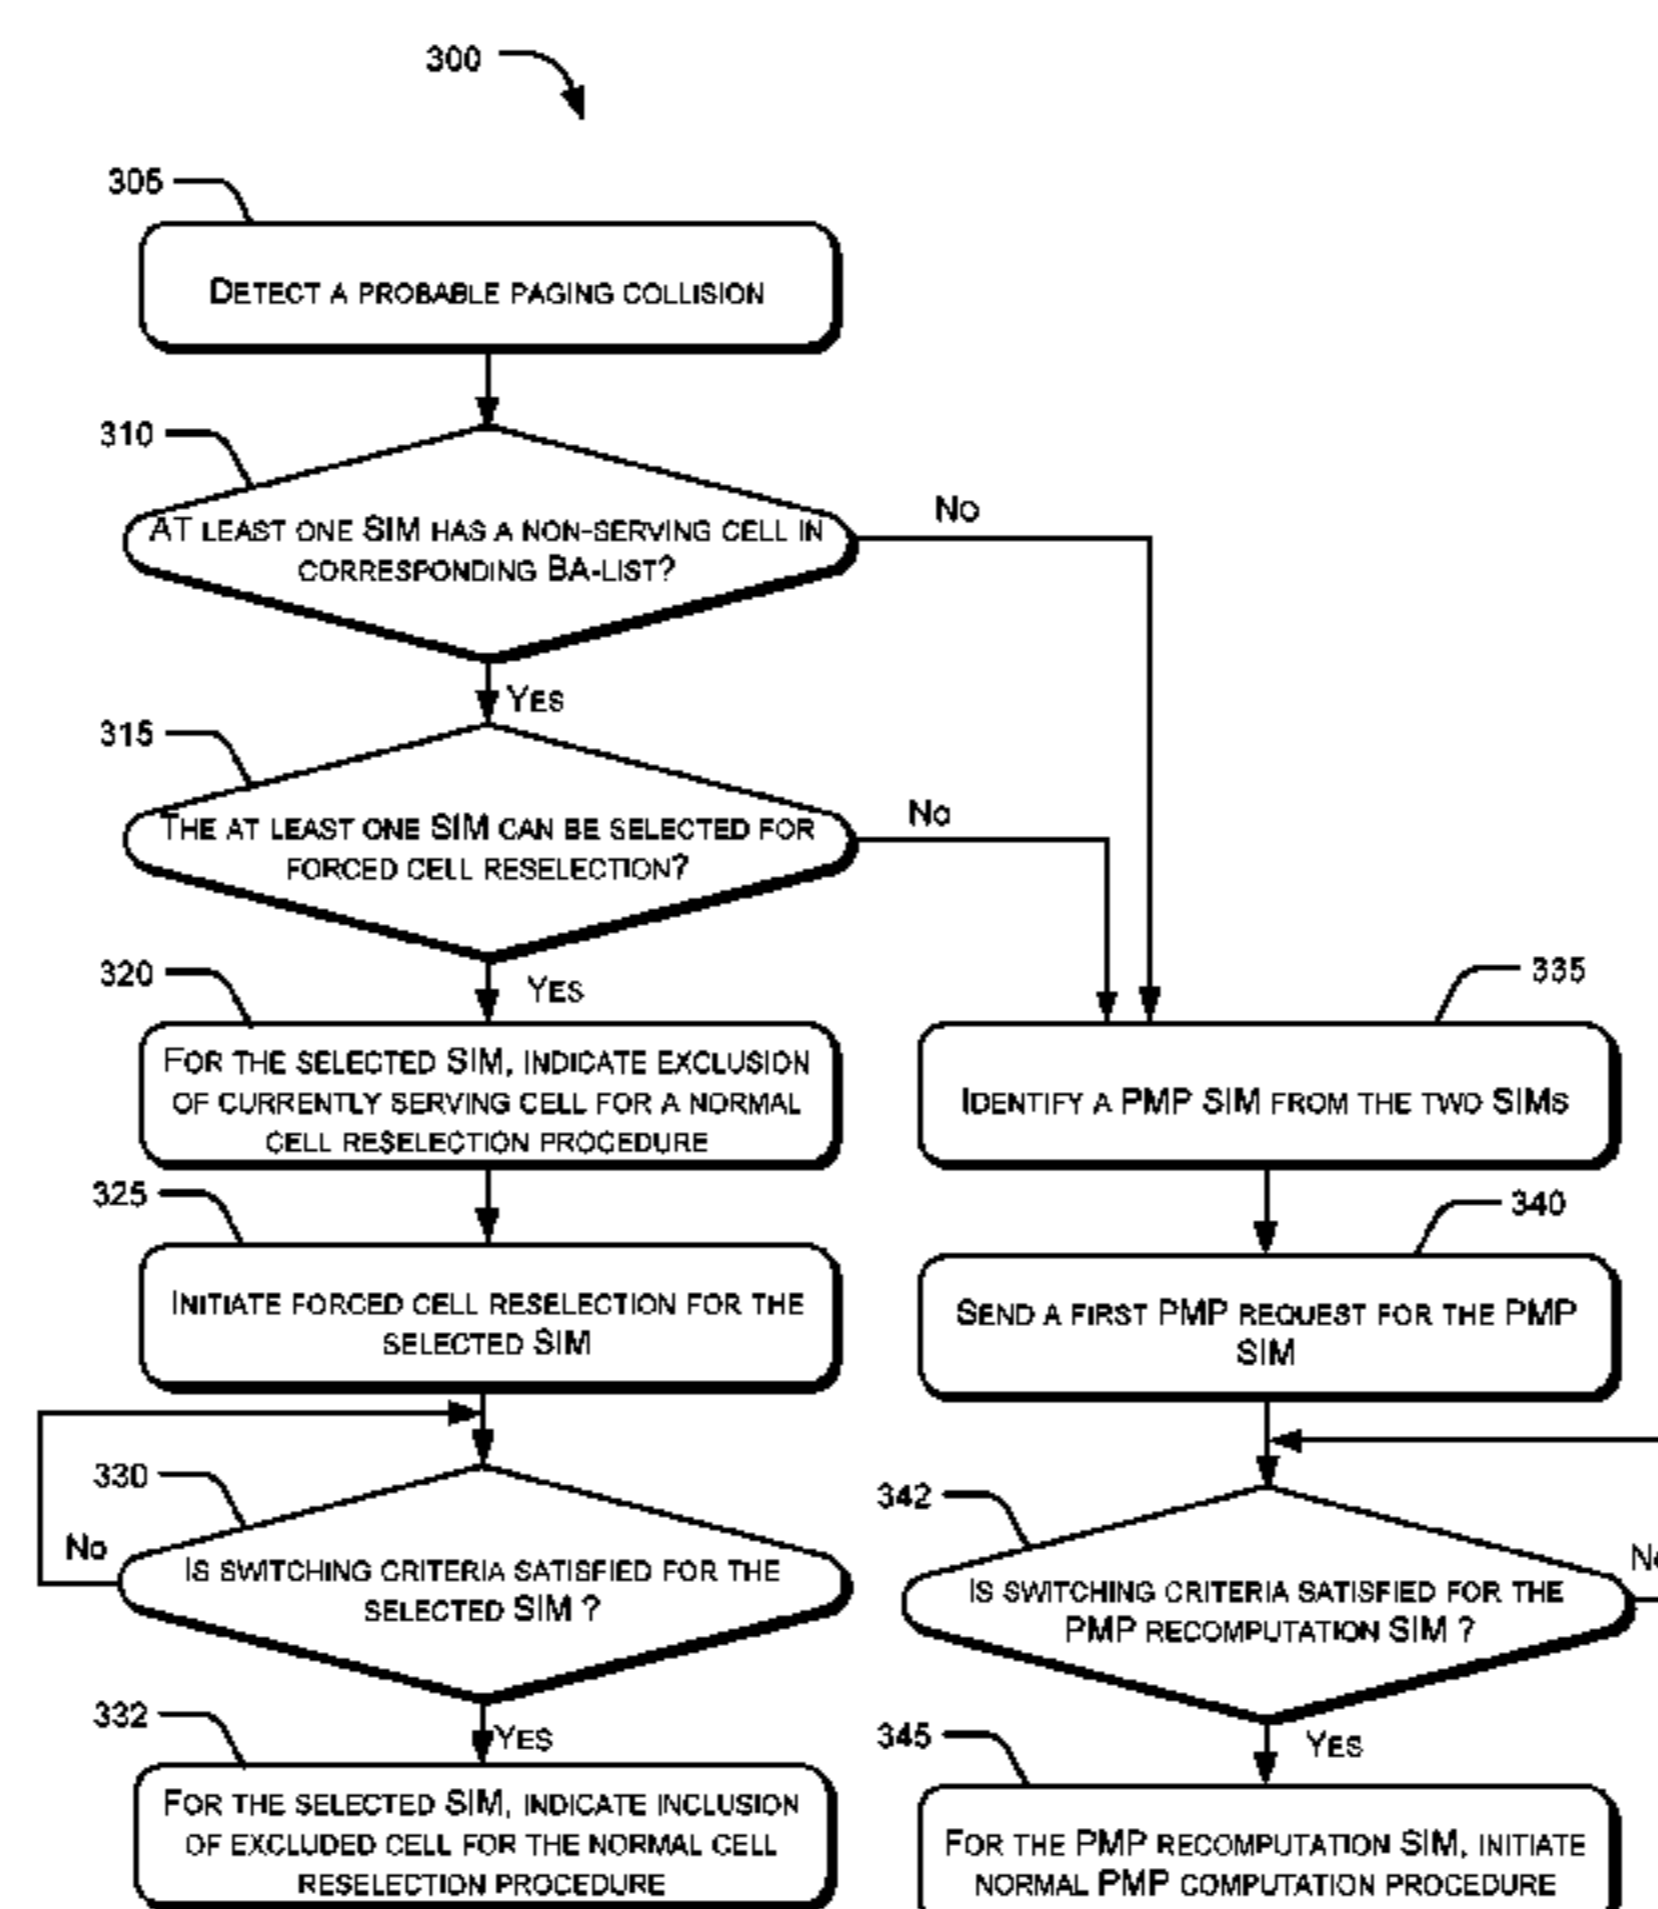 300
305
DETECT A PROBABLE PAGING COLLISION
310
AT LEAST ONE SIM HAS A NON-SERVING CELL IN
CORRESPONDING BA-LIST?
No
YES
315
THE AT LEAST ONE SIM CAN BE SELECTED FOR
FORCED CELL RESELECTION?
No
YES
320
FOR THE SELECTED SIM, INDICATE EXCLUSION
OF CURRENTLY SERVING CELL FOR A NORMAL
CELL RESELECTION PROCEDURE
325
INITIATE FORCED CELL RESELECTION FOR THE
SELECTED SIM
330
No
IS SWITCHING CRITERIA SATISFIED FOR THE
SELECTED SIM ?
YES
332
FOR THE SELECTED SIM, INDICATE INCLUSION
OF EXCLUDED CELL FOR THE NORMAL CELL
RESELECTION PROCEDURE
335
IDENTIFY A PMP SIM FROM THE TWO SIMS
340
SEND A FIRST PMP REQUEST FOR THE PMP
SIM
342
IS SWITCHING CRITERIA SATISFIED FOR THE
PMP RECOMPUTATION SIM ?
No
YES
345
FOR THE PMP RECOMPUTATION SIM, INITIATE
NORMAL PMP COMPUTATION PROCEDURE